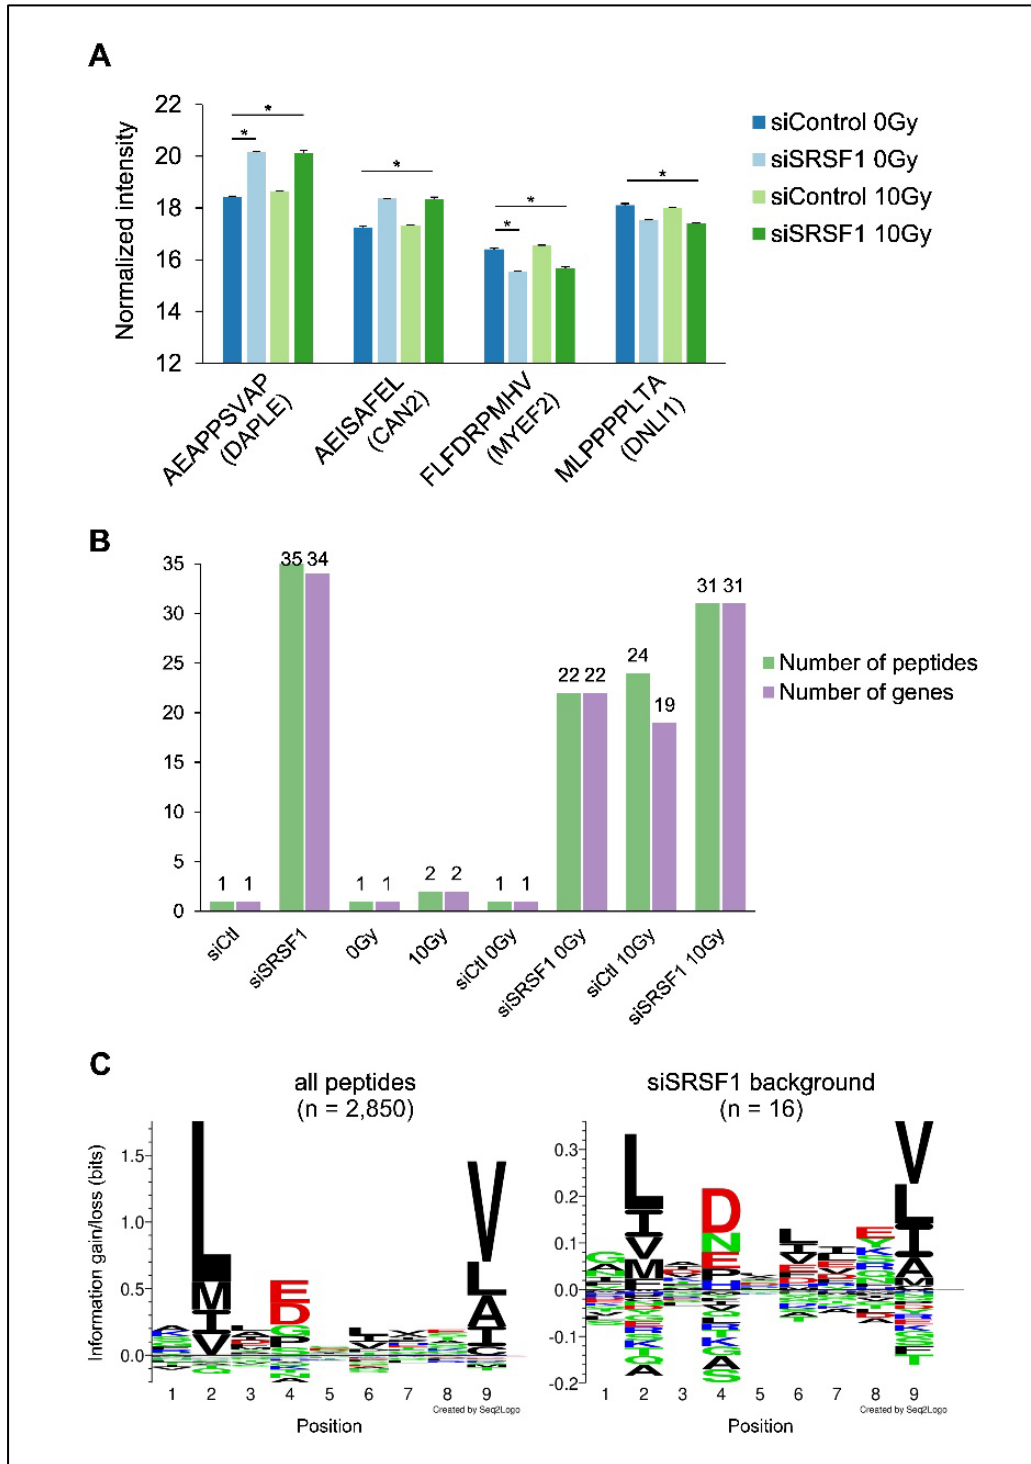 A
22
20
18
16
14
12
Normalized intensity
*
*
*
*
*
*
siControl 0Gy
siSRSF1 0Gy
siControl 10Gy
siSRSF1 10Gy
AEAPPSVAP
(DAPLE)
AEISAFEL
(CAN2)
FLFDRPMHV
(MYEF2)
MLPPPPLTA
(DNLI1)
B
35
30
25
20
15
10
5
0
1 1
35 34
1 1
2 2
1 1
22 22
24 19
31 31
Number of peptides
Number of genes
siCtl
siSRSF1
0Gy
10Gy
siCtl 0Gy
siSRSF1 0Gy
siCtl 10Gy
siSRSF1 10Gy
C
all peptides
(n = 2,850)
Information gain/loss (bits)
1.5
1.0
0.5
0.0
1 2 3 4 5 6 7 8 9
Created by Seq2Logo
Position
siSRSF1 background
(n = 16)
0.3
0.2
0.1
0.0
-0.1
-0.2
1 2 3 4 5 6 7 8 9
Created by Seq2Logo
Position